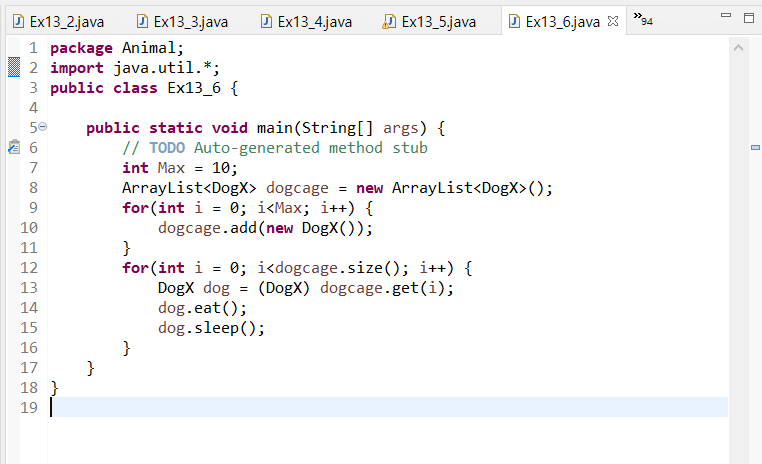 Ex13_2.java Ex13_3.java Ex13_4.java Ex13_5.java Ex13_6.java »94
1 package Animal;
2 import java.util.*;
3 public class Ex13_6 {
4
5 public static void main(String[] args) {
6 // TODO Auto-generated method stub
7 int Max = 10;
8 ArrayList<DogX> dogcage = new ArrayList<DogX>();
9 for(int i = 0; i<Max; i++) {
10 dogcage.add(new DogX());
11 }
12 for(int i = 0; i<dogcage.size(); i++) {
13 DogX dog = (DogX) dogcage.get(i);
14 dog.eat();
15 dog.sleep();
16 }
17 }
18 }
19